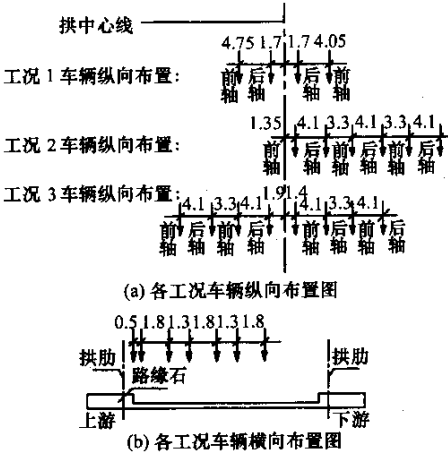 拱中心线
4.75 1.7 1.7 4.05
工况1车辆纵向布置:
前轴 后轴 后轴 前轴
1.35 4.1 3.3 4.1 3.3 4.1
工况2车辆纵向布置:
前轴 后轴 前轴 后轴 前轴 后轴
工况3车辆纵向布置:
4.1 3.3 4.1 1.9 1.4 4.1 3.3 4.1
前轴 后轴 前轴 后轴 前轴 后轴 前轴 后轴
(a) 各工况车辆纵向布置图
0.5 1.8 1.3 1.8 1.3 1.8
拱肋 拱肋
路缘石
上游 下游
(b) 各工况车辆横向布置图